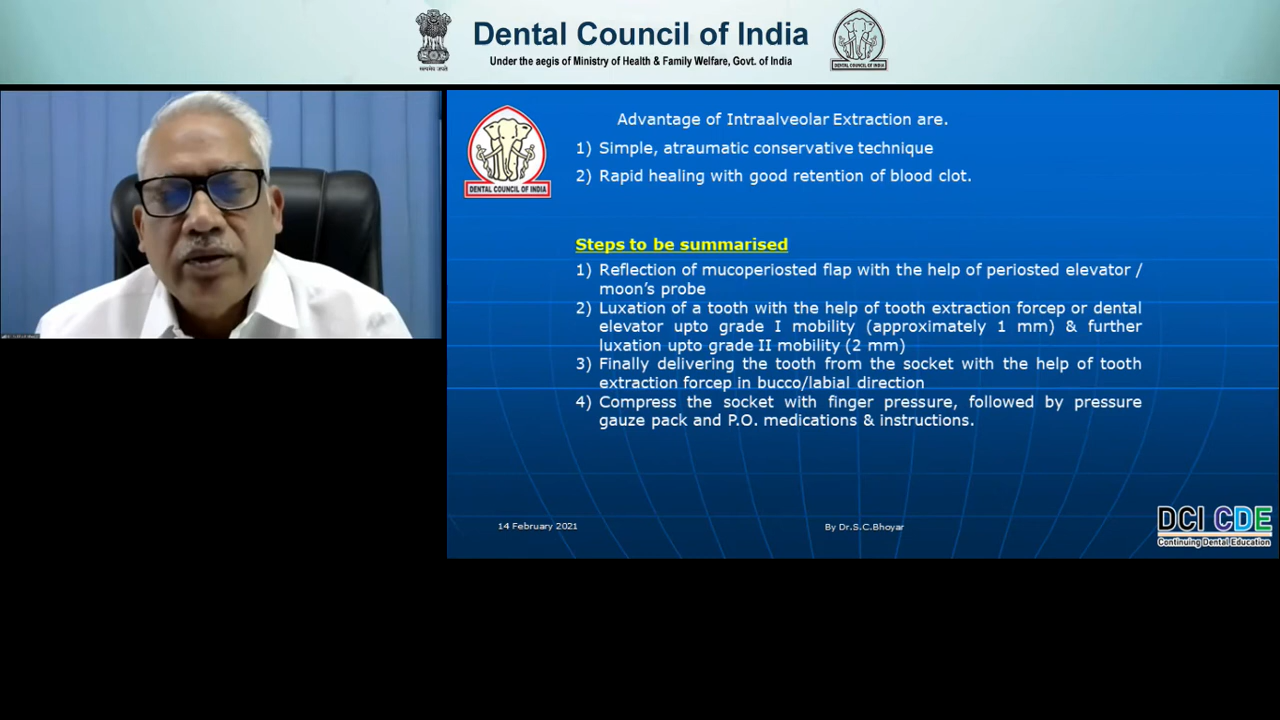 Dental Council of India
Under the aegis of Ministry of Health & Family Welfare, Govt. of India
DENTAL COUNCIL OF INDIA
Advantage of Intraalveolar Extraction are.
1) Simple, atraumatic conservative technique
2) Rapid healing with good retention of blood clot.
DENTAL COUNCIL OF INDIA
Steps to be summarised
1) Reflection of mucoperiosted flap with the help of periosted elevator /
moon's probe
2) Luxation of a tooth with the help of tooth extraction forcep or dental
elevator upto grade I mobility (approximately 1 mm) & further
luxation upto grade II mobility (2 mm)
3) Finally delivering the tooth from the socket with the help of tooth
extraction forcep in bucco/labial direction
4) Compress the socket with finger pressure, followed by pressure
gauze pack and P.O. medications & instructions.
14 February 2021
By Dr.S.C.Bhoyar
DCI CDE
Continuing Dental Education